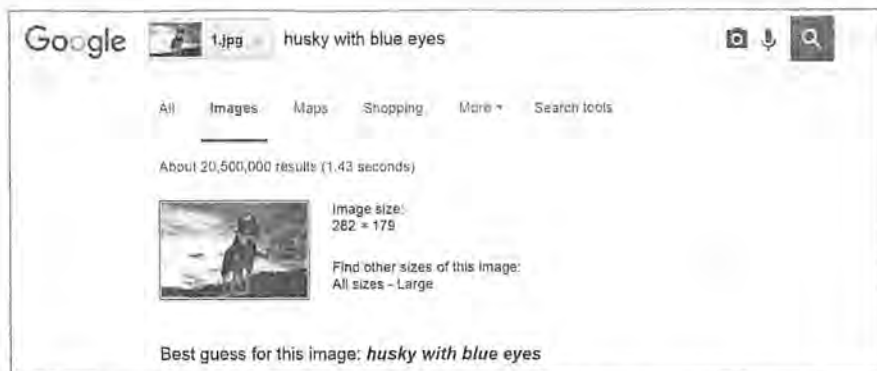 Google 1.jpg × husky with blue eyes
All Images Maps Shopping More Search tools
About 20,500,000 results (1.43 seconds)
Image size:
282 × 179
Find other sizes of this image:
All sizes - Large
Best guess for this image: husky with blue eyes